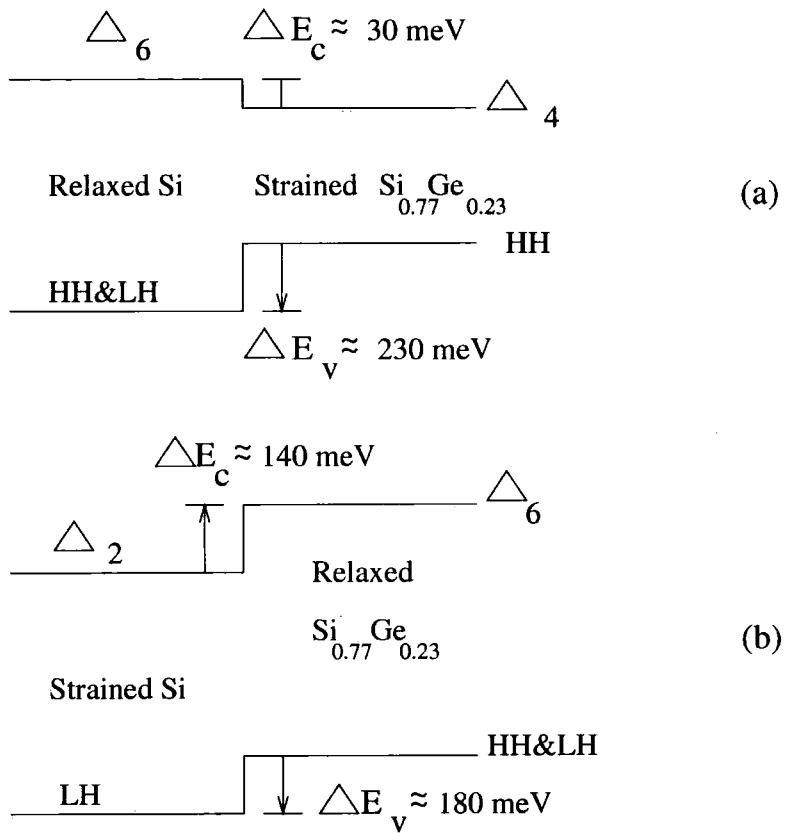 △6 △Ec ≈ 30 meV
△4
Relaxed Si Strained Si0.77Ge0.23
(a)
HH
HH&LH
△Ev ≈ 230 meV
△Ec ≈ 140 meV
△6
△2
Relaxed
Si0.77Ge0.23
(b)
Strained Si
HH&LH
LH
△Ev ≈ 180 meV